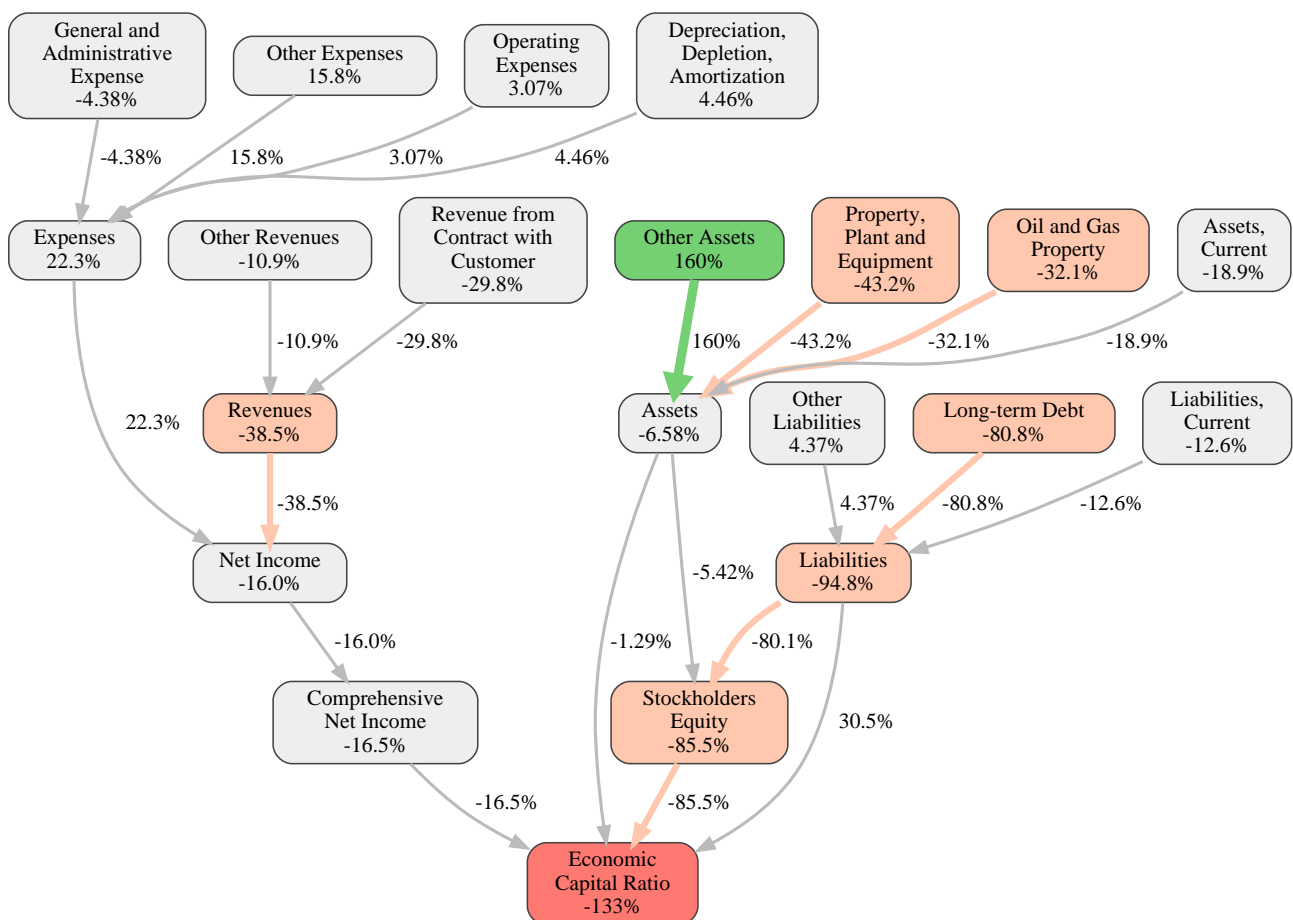 General and
Administrative
Expense
-4.38%
Other Expenses
15.8%
Operating
Expenses
3.07%
Depreciation,
Depletion,
Amortization
4.46%
-4.38%
15.8%
3.07%
4.46%
Expenses
22.3%
Other Revenues
-10.9%
Revenue from
Contract with
Customer
-29.8%
Other Assets
160%
Property,
Plant and
Equipment
-43.2%
Oil and Gas
Property
-32.1%
Assets,
Current
-18.9%
-10.9%
-29.8%
160%
-43.2%
-32.1%
-18.9%
22.3%
Revenues
-38.5%
Assets
-6.58%
Other
Liabilities
4.37%
Long-term Debt
-80.8%
Liabilities,
Current
-12.6%
-38.5%
4.37%
-80.8%
-12.6%
Net Income
-16.0%
-5.42%
Liabilities
-94.8%
-16.0%
-1.29%
-80.1%
Comprehensive
Net Income
-16.5%
Stockholders
Equity
-85.5%
30.5%
-16.5%
-85.5%
Economic
Capital Ratio
-133%